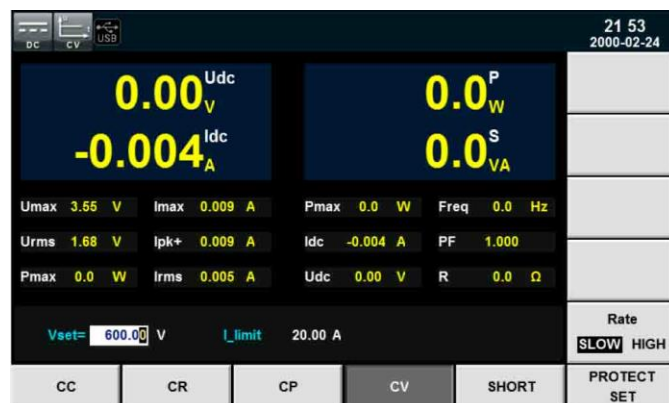 DC CV USB
21 53
2000-02-24
0.00 Udc V
0.0 P W
-0.004 Idc A
0.0 S VA
Umax 3.55 V Imax 0.009 A Pmax 0.0 W Freq 0.0 Hz
Urms 1.68 V Ipk+ 0.009 A Idc -0.004 A PF 1.000
Pmax 0.0 W Irms 0.005 A Udc 0.00 V R 0.0 Ω
Vset= 600.00 V I_limit 20.00 A
Rate
SLOW HIGH
CC CR CP CV SHORT
PROTECT
SET